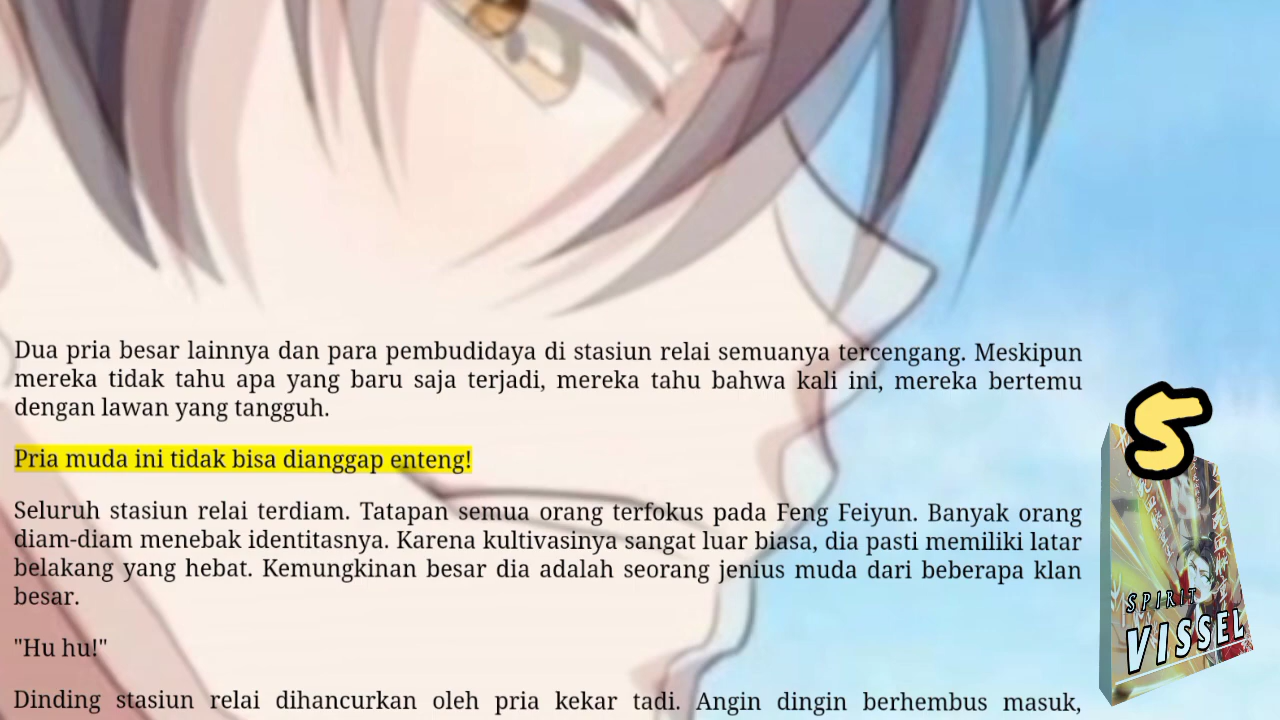 Dua pria besar lainnya dan para pembudidaya di stasiun relai semuanya tercengang. Meskipun
mereka tidak tahu apa yang baru saja terjadi, mereka tahu bahwa kali ini, mereka bertemu
dengan lawan yang tangguh.
Pria muda ini tidak bisa dianggap enteng!
Seluruh stasiun relai terdiam. Tatapan semua orang terfokus pada Feng Feiyun. Banyak orang
diam-diam menebak identitasnya. Karena kultivasinya sangat luar biasa, dia pasti memiliki latar
belakang yang hebat. Kemungkinan besar dia adalah seorang jenius muda dari beberapa klan
besar.
"Hu hu!"
Dinding stasiun relai dihancurkan oleh pria kekar tadi. Angin dingin berhembus masuk,
S
SPIRIT
VISSEL